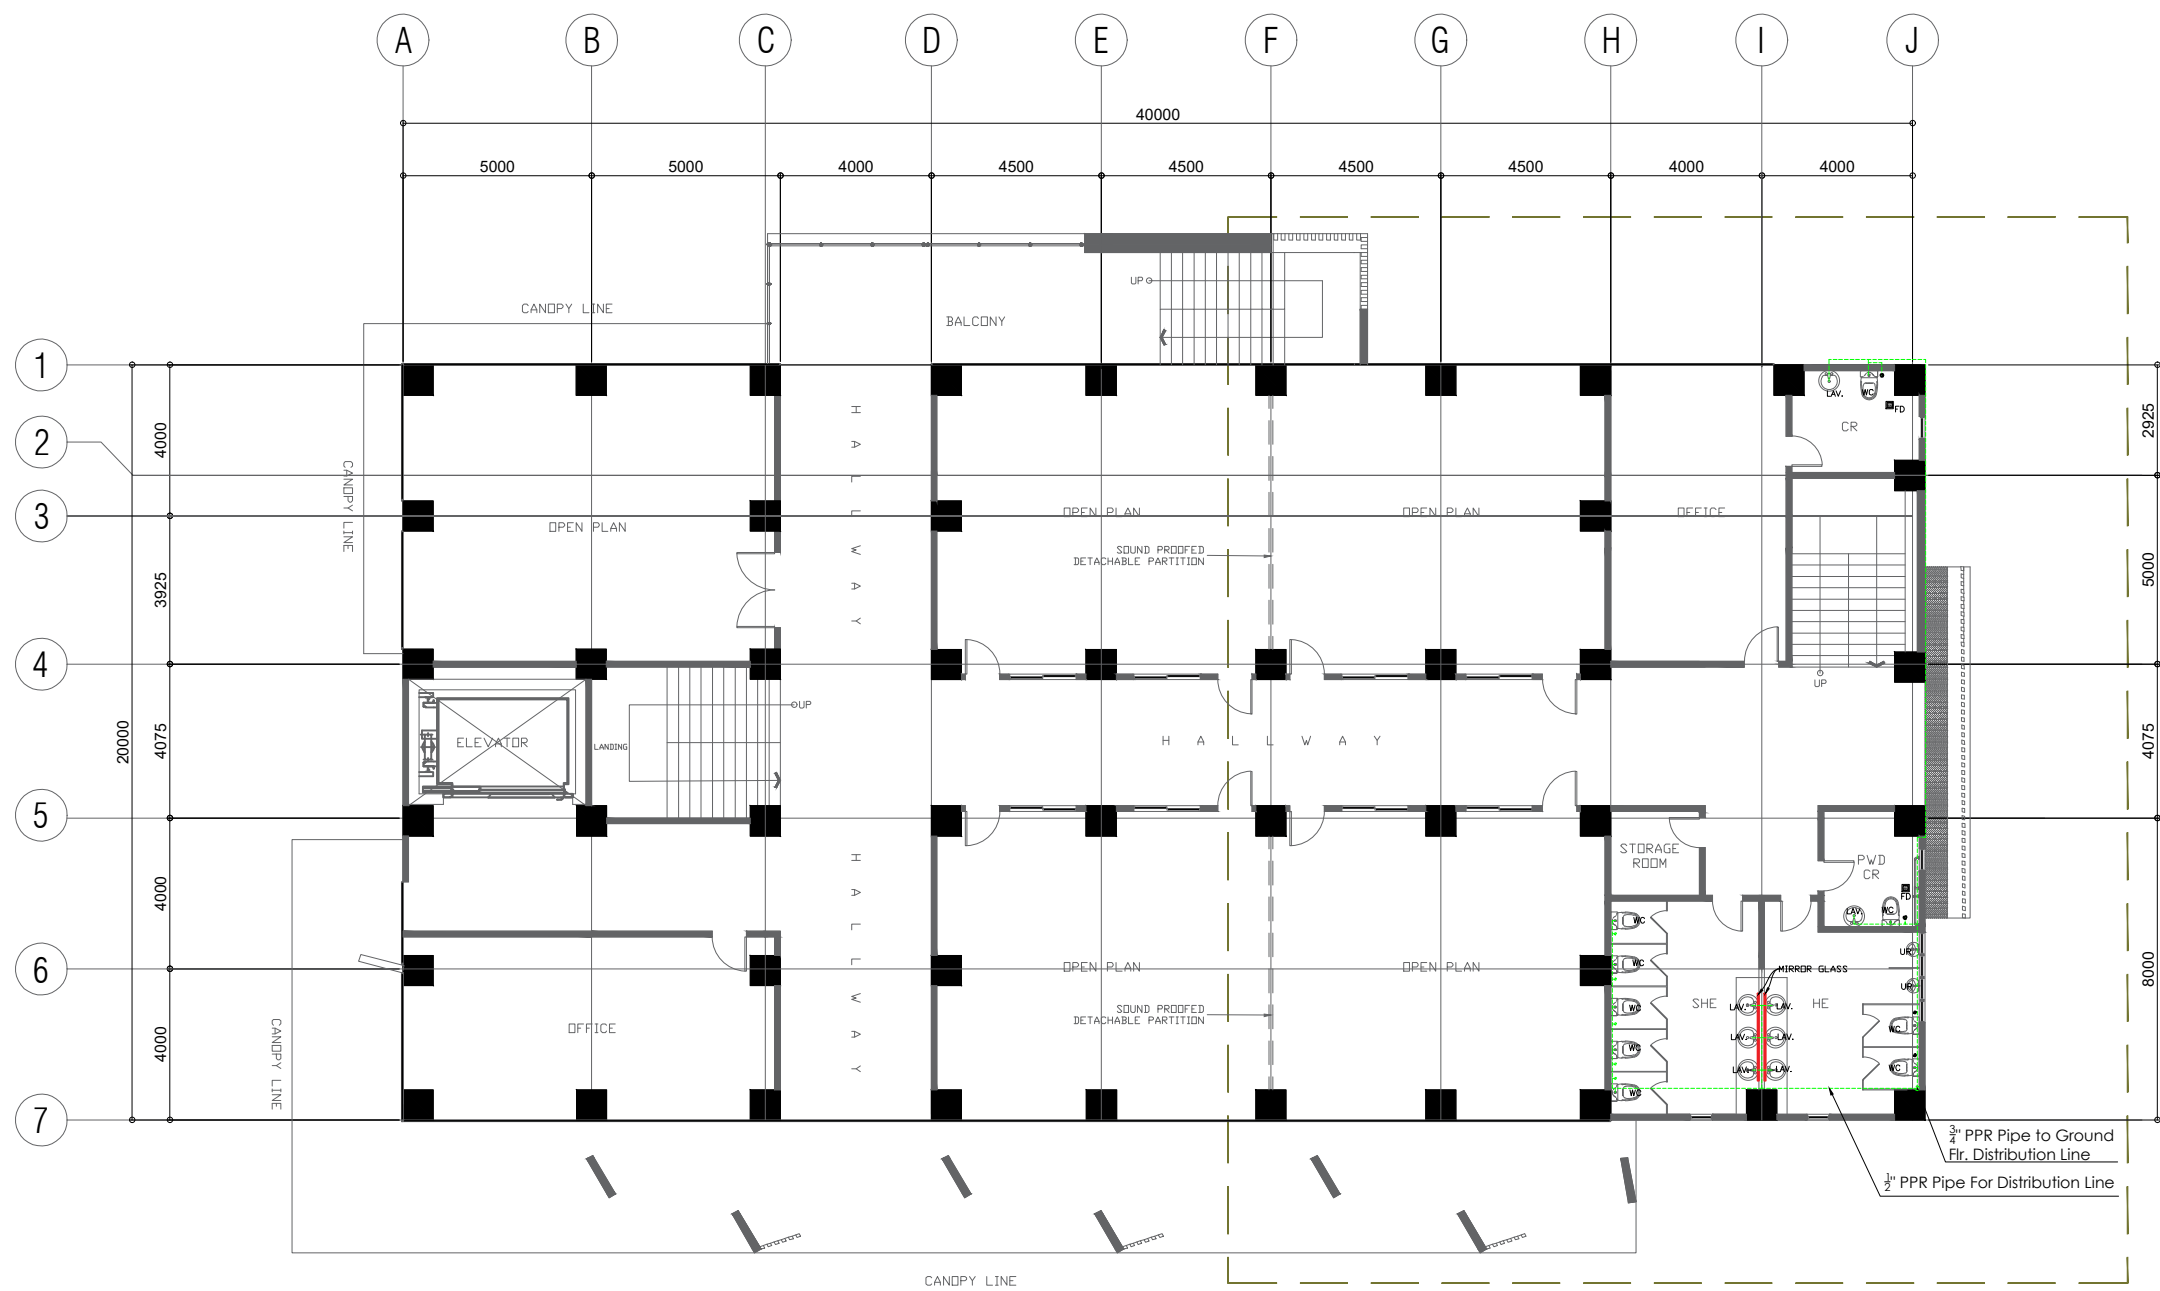 A B C D E F G H I J
40000
5000 5000 4000 4500 4500 4500 4500 4000 4000
CANOPY LINE
UP
BALCONY
1
2
3
4
5
6
7
4000
3925
4075
4000
4000
20000
2925
5000
4075
8000
CANOPY LINE
OPEN PLAN
HALLWAY
OPEN PLAN
OPEN PLAN
OFFICE
LAV.
WC
FD
CR
SOUND PROOFED
DETACHABLE PARTITION
UP
ELEVATOR
LANDING
UP
HALLWAY
STORAGE
ROOM
PWD
CR
FD
LAV.
WC
HALLWAY
OFFICE
OPEN PLAN
OPEN PLAN
SOUND PROOFED
DETACHABLE PARTITION
WC
WC
WC
WC
WC
SHE
MIRROR GLASS
HE
LAV. LAV.
LAV. LAV.
LAV. LAV.
UR
UR
WC
WC
CANOPY LINE
3/4" PPR Pipe to Ground
Flr. Distribution Line
1/2" PPR Pipe For Distribution Line
CANOPY LINE